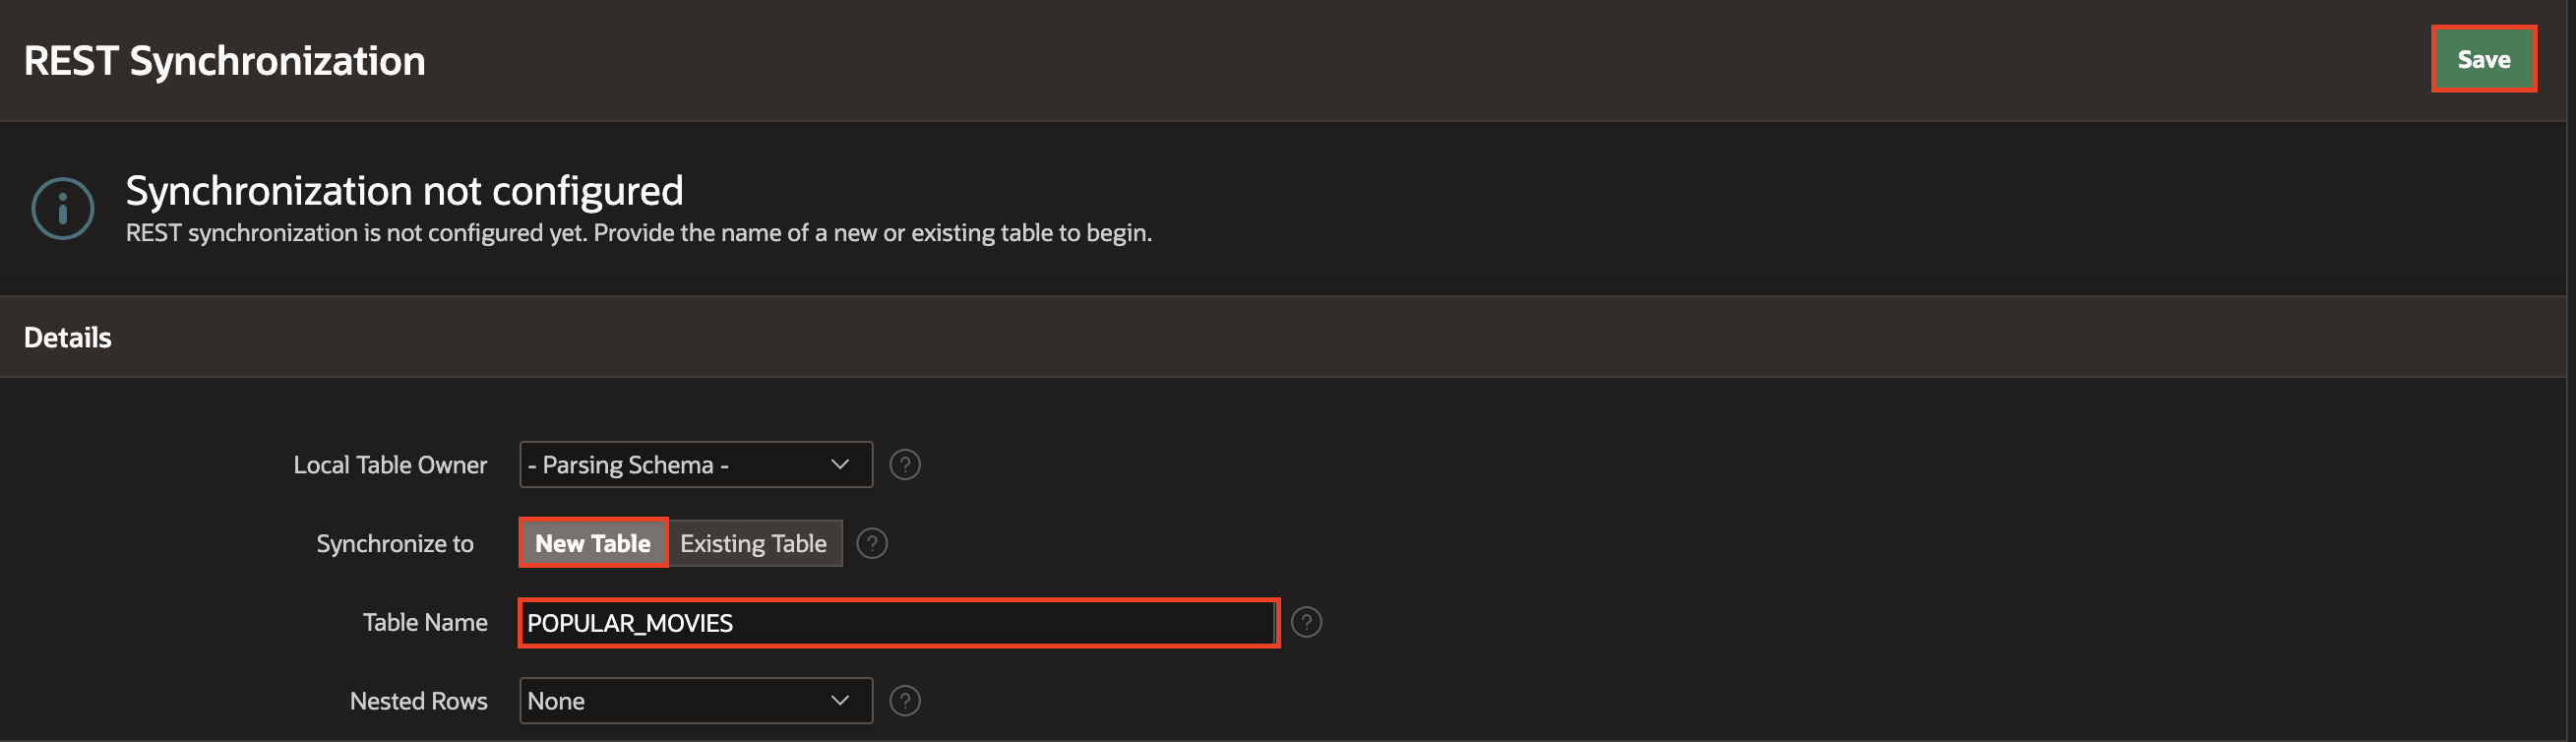 REST Synchronization
Save
Synchronization not configured
REST synchronization is not configured yet. Provide the name of a new or existing table to begin.
Details
Local Table Owner - Parsing Schema - ?
Synchronize to New Table Existing Table ?
Table Name POPULAR_MOVIES ?
Nested Rows None ?